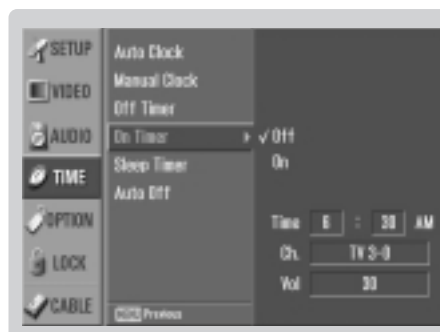 SETUP
VIDEO
AUDIO
TIME
OPTION
LOCK
CABLE
Auto Clock
Manual Clock
Off Timer
On Timer
Sleep Timer
Auto Off
MENU Previous
√ Off
On
Time 6 : 30 AM
Ch. TV 3-0
Vol 30